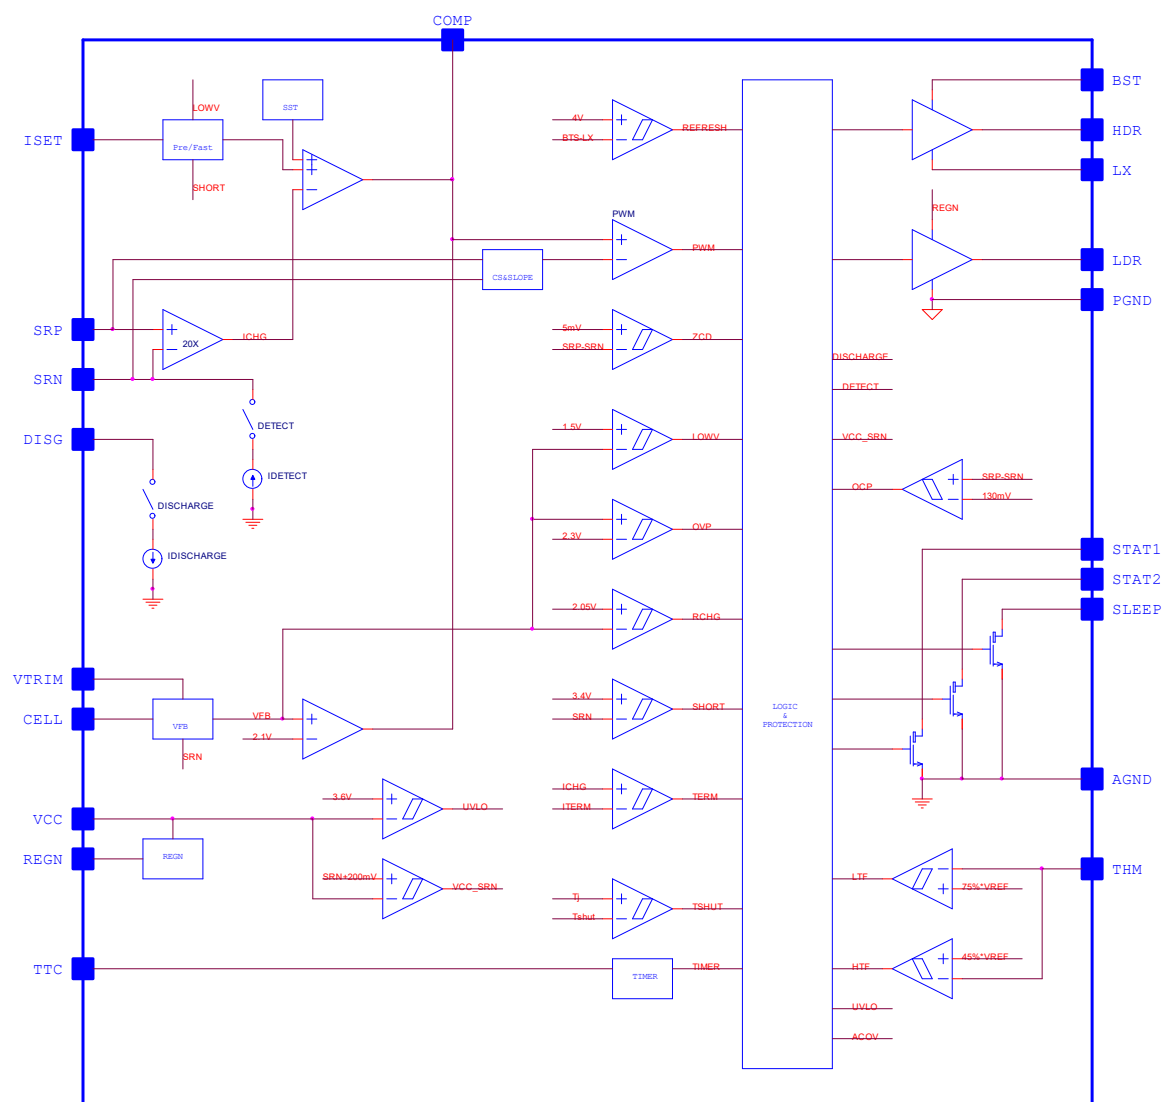 COMP
BST
LOWV
SST
4V
REFRESH
HDR
ISET
Pre/Fast
BTS-LX
LX
SHORT
REGN
PWM
PWM
LDR
CS&SLOPE
PGND
SRP
20X
ICHG
5mV
SRP-SRN
ZCD
DISCHARGE
SRN
DETECT
DETECT
DISG
1.5V
LOWV
VCC_SRN
IDETECT
OCP
SRP-SRN
130mV
DISCHARGE
OVP
2.3V
IDISCHARGE
STAT1
STAT2
2.05V
RCHG
SLEEP
VTRIM
CELL
VFB
VFB
2.1V
SRN
3.4V
SRN
SHORT
LOGIC
&
PROTECTION
ICHG
ITERM
TERM
AGND
3.6V
UVLO
VCC
REGN
REGN
SRN+200mV
VCC_SRN
Tj
Tshut
TSHUT
LTF
75%*VREF
THM
TTC
TIMER
TIMER
HTF
45%*VREF
UVLO
ACOV